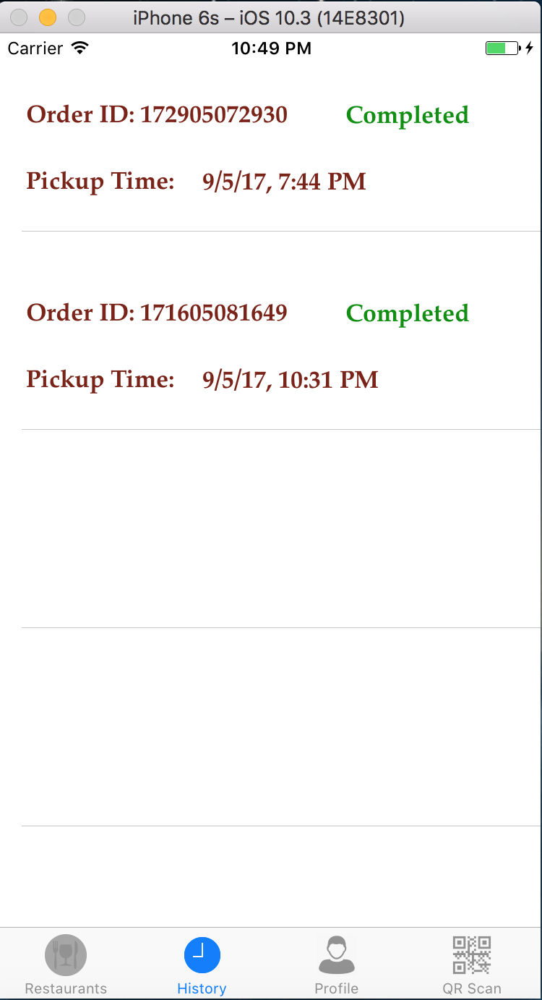 iPhone 6s – iOS 10.3 (14E8301)
Carrier 10:49 PM
Order ID: 172905072930 Completed
Pickup Time: 9/5/17, 7:44 PM
Order ID: 171605081649 Completed
Pickup Time: 9/5/17, 10:31 PM
Restaurants History Profile QR Scan